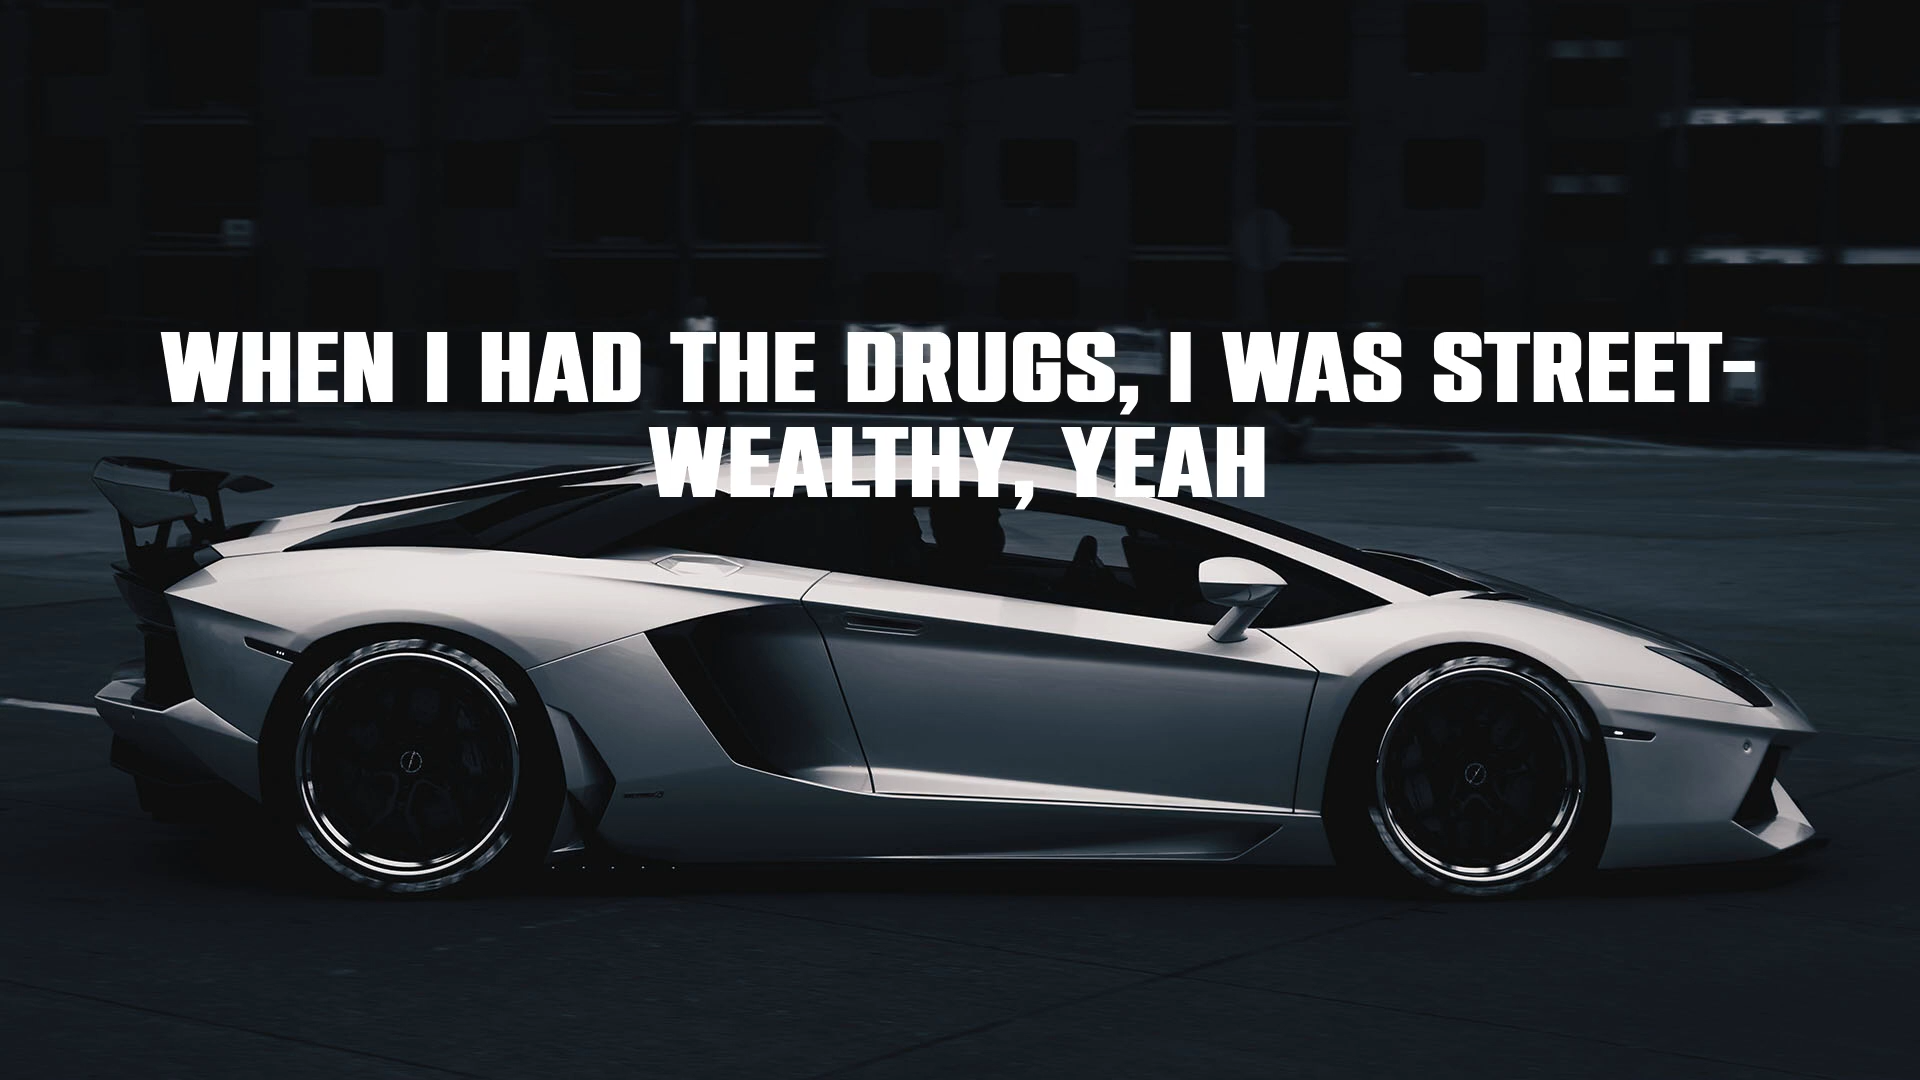 WHEN I HAD THE DRUGS, I WAS STREET-
WEALTHY, YEAH